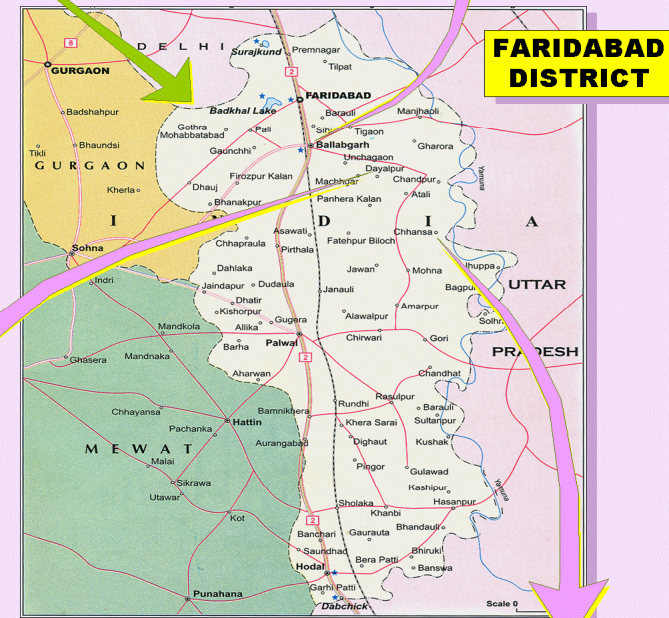 FARIDABAD
DISTRICT
DELHI
8
GURGAON
Surajkund
Premnagar
Tilpat
2
Badkhal Lake
FARIDABAD
Badshahpur
Barauli
Manjhaoli
Gothra
Mohabbatabad
Pali
Tigaon
Tikli
Bhaundsi
Gaunchhi
Ballabgarh
Gharora
Yamuna
GURGAON
Unchagaon
Dayalpur
Firozpur Kalan
Machhgar
Chandpur
Kherla
Dhauj
Panhera Kalan
Atali
Bhanakpur
I N D I A
Asawati
Chhansa
Chhapraula
Pirthala
Fatehpur Biloch
Sohna
Dahlaka
Jawan
Mohna
Jhuppa
Indri
Jaindapur
Dudaula
Janauli
Bagpur
UTTAR
Dhatir
Kishorpur
Amarpur
Mandkola
Allika
Gugera
Alawalpur
Solhra
Chirwari
Gori
Barha
Palwal
PRADESH
Mandnaka
2
Ghasera
Aharwan
Chandhat
Chhayansa
Bamnikhera
Rundhi
Rasulpur
Barauli
Hattin
Khera Sarai
Sultanpur
Pachanka
Aurangabad
Dighaut
Kushak
MEWAT
Malai
Pingor
Gulawad
Sikrawa
Kashipur
Yamuna
Utawar
Sholaka
Khanbi
Hasanpur
Kot
2
Bhandauli
Banchari
Gaurauta
Saundhad
Bhiruki
Bera Patti
Hodal
Banswa
Garhi Patti
Punahana
Dabchick
Scale 0